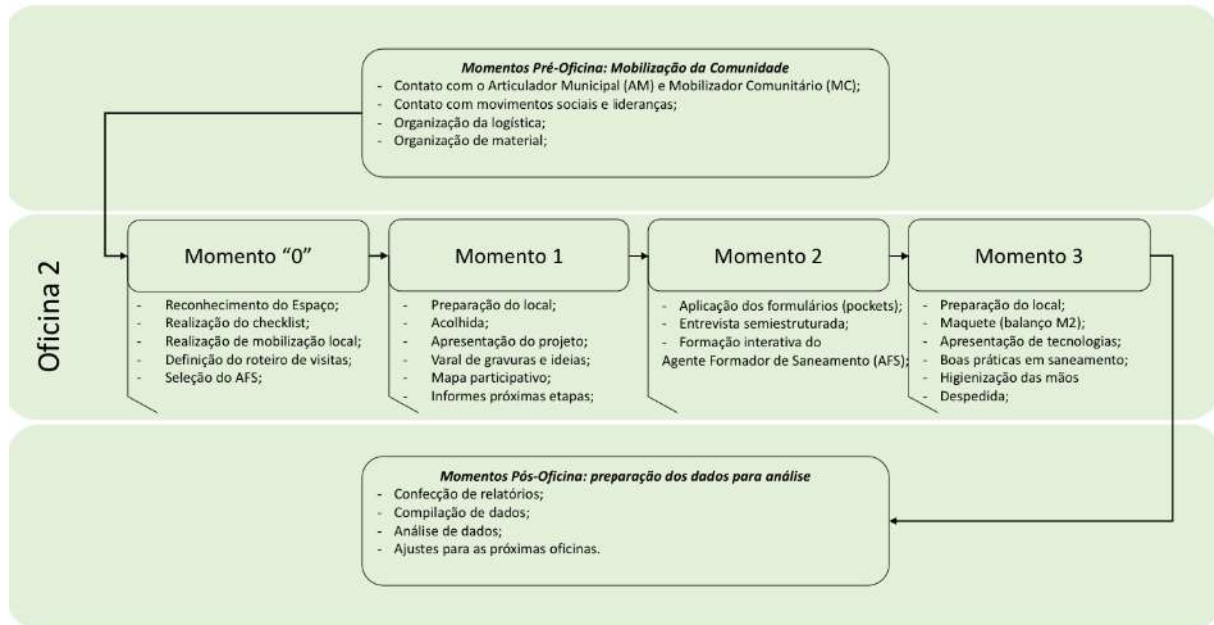 Momentos Pré-Oficina: Mobilização da Comunidade
- Contato com o Articulador Municipal (AM) e Mobilizador Comunitário (MC);
- Contato com movimentos sociais e lideranças;
- Organização da logística;
- Organização de material;
Oficina 2
Momento “0”
- Reconhecimento do Espaço;
- Realização do checklist;
- Realização de mobilização local;
- Definição do roteiro de visitas;
- Seleção do AFS;
Momento 1
- Preparação do local;
- Acolhida;
- Apresentação do projeto;
- Varal de gravuras e ideias;
- Mapa participativo;
- Informes próximas etapas;
Momento 2
- Aplicação dos formulários (pockets);
- Entrevista semiestruturada;
- Formação interativa do
Agente Formador de Saneamento (AFS);
Momento 3
- Preparação do local;
- Maquete (balanço M2);
- Apresentação de tecnologias;
- Boas práticas em saneamento;
- Higienização das mãos
- Despedida;
Momentos Pós-Oficina: preparação dos dados para análise
- Confecção de relatórios;
- Compilação de dados;
- Análise de dados;
- Ajustes para as próximas oficinas.